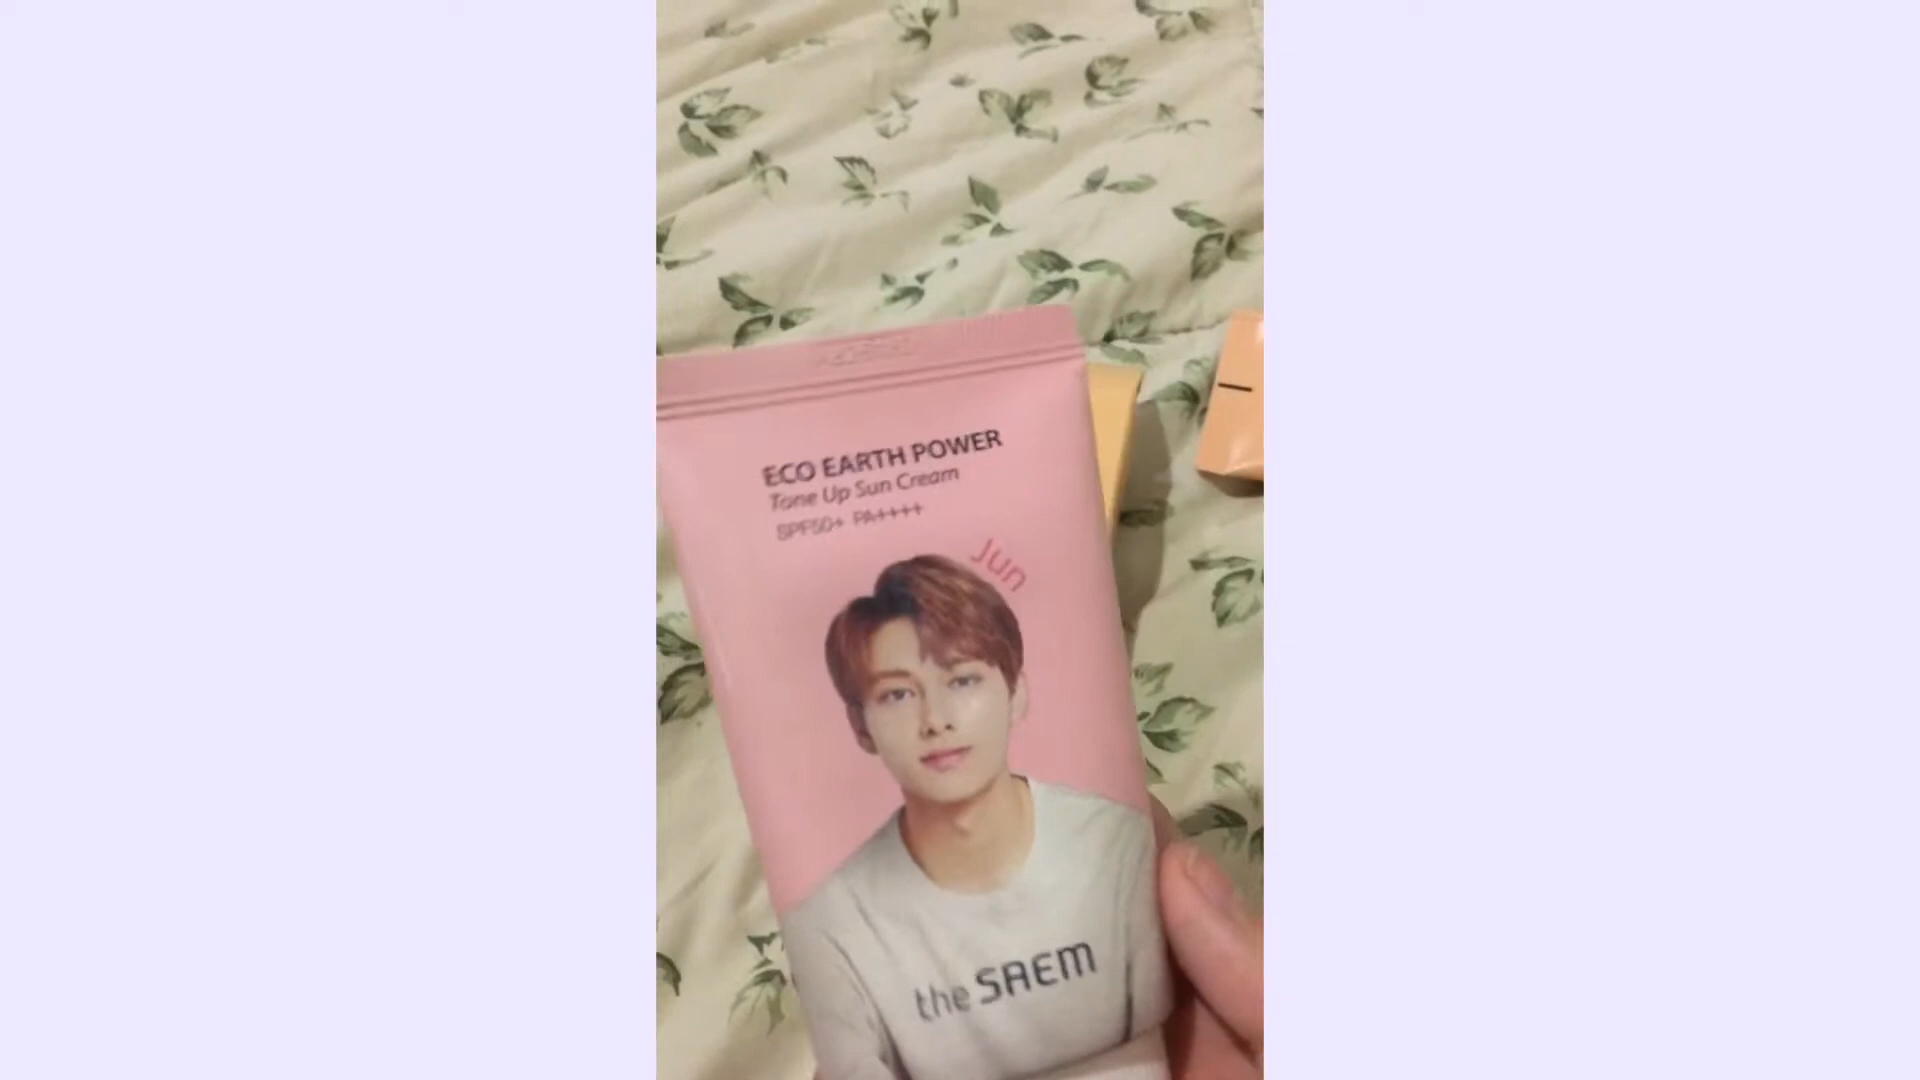 ECO EARTH POWER
Tone Up Sun Cream
SPF50+ PA++++
Jun
the SAEM